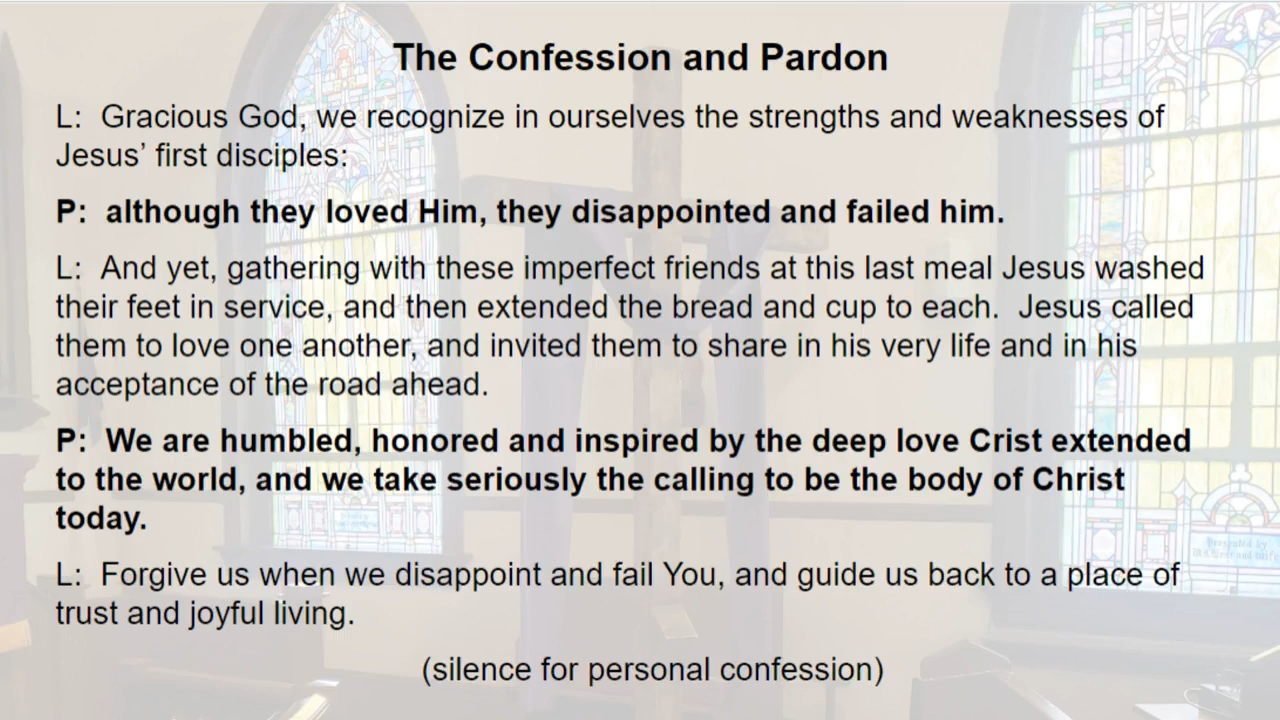 The Confession and Pardon
L:  Gracious God, we recognize in ourselves the strengths and weaknesses of
Jesus’ first disciples:
P:  although they loved Him, they disappointed and failed him.
L:  And yet, gathering with these imperfect friends at this last meal Jesus washed
their feet in service, and then extended the bread and cup to each.  Jesus called
them to love one another, and invited them to share in his very life and in his
acceptance of the road ahead.
P:  We are humbled, honored and inspired by the deep love Crist extended
to the world, and we take seriously the calling to be the body of Christ
today.
L:  Forgive us when we disappoint and fail You, and guide us back to a place of
trust and joyful living.
(silence for personal confession)
Presented by